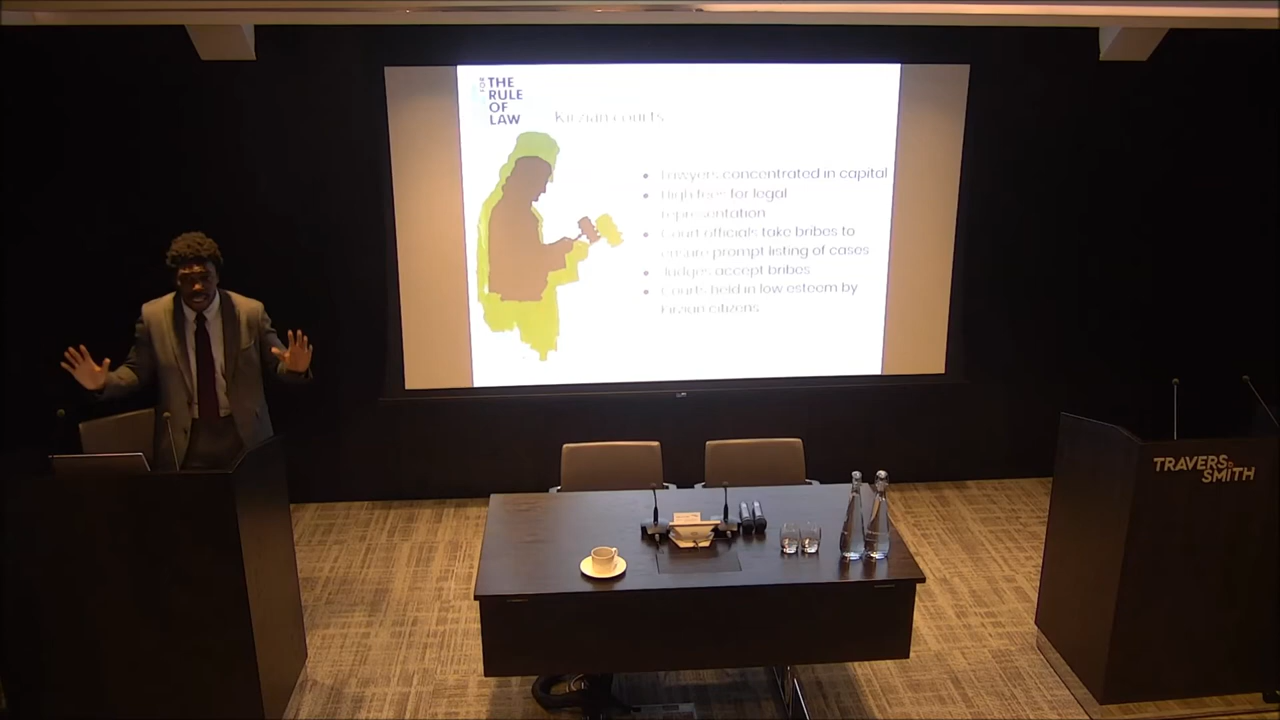 FOR
THE
RULE
OF
LAW
Kirzian courts
Lawyers concentrated in capital
High fees for legal
representation
Court officials take bribes to
ensure prompt listing of cases
Judges accept bribes
Courts held in low esteem by
Kirzian citizens
TRAVERS
SMITH